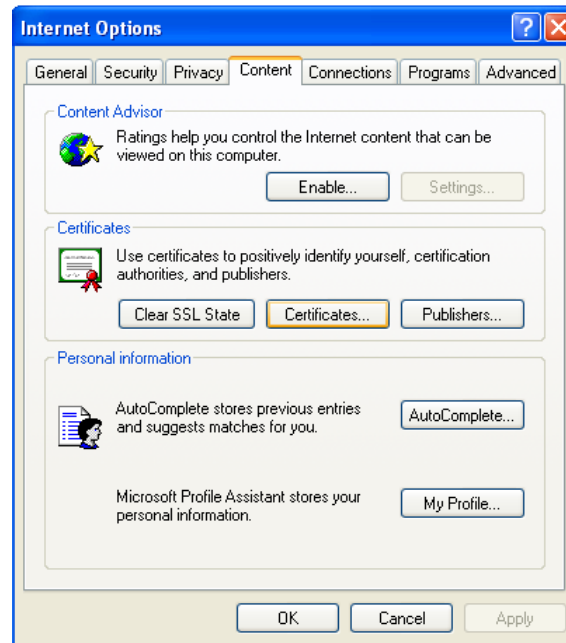 Internet Options
?
General Security Privacy Content Connections Programs Advanced
Content Advisor
Ratings help you control the Internet content that can be
viewed on this computer.
Enable... Settings...
Certificates
Use certificates to positively identify yourself, certification
authorities, and publishers.
Clear SSL State Certificates... Publishers...
Personal information
AutoComplete stores previous entries
and suggests matches for you.
AutoComplete...
Microsoft Profile Assistant stores your
personal information.
My Profile...
OK Cancel Apply